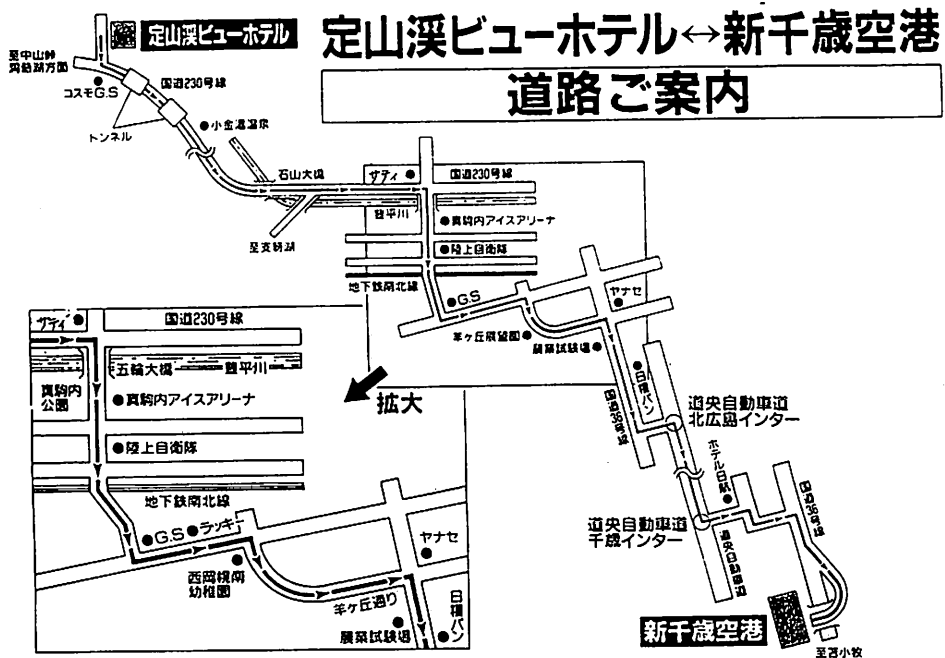 定山渓ビューホテル
定山渓ビューホテル↔新千歳空港
道路ご案内
至中山峠
洞爺湖方面
国道230号線
コスモG.S
トンネル
小金湯温泉
石山大橋
サティ
国道230号線
豊平川
至支笏湖
真駒内アイスアリーナ
陸上自衛隊
地下鉄南北線
G.S
ヤナセ
羊ヶ丘展望園
農業試験場
日糧パン
国道36号線
道央自動車道
北広島インター
ホテル日航
国道36号線
道央自動車道
千歳インター
道央自動車道
新千歳空港
至苫小牧
拡大
サティ
国道230号線
五輪大橋
豊平川
真駒内
公園
真駒内アイスアリーナ
陸上自衛隊
地下鉄南北線
G.S
ラッキー
ヤナセ
西岡幌南
幼稚園
羊ヶ丘通り
農業試験場
日糧パン